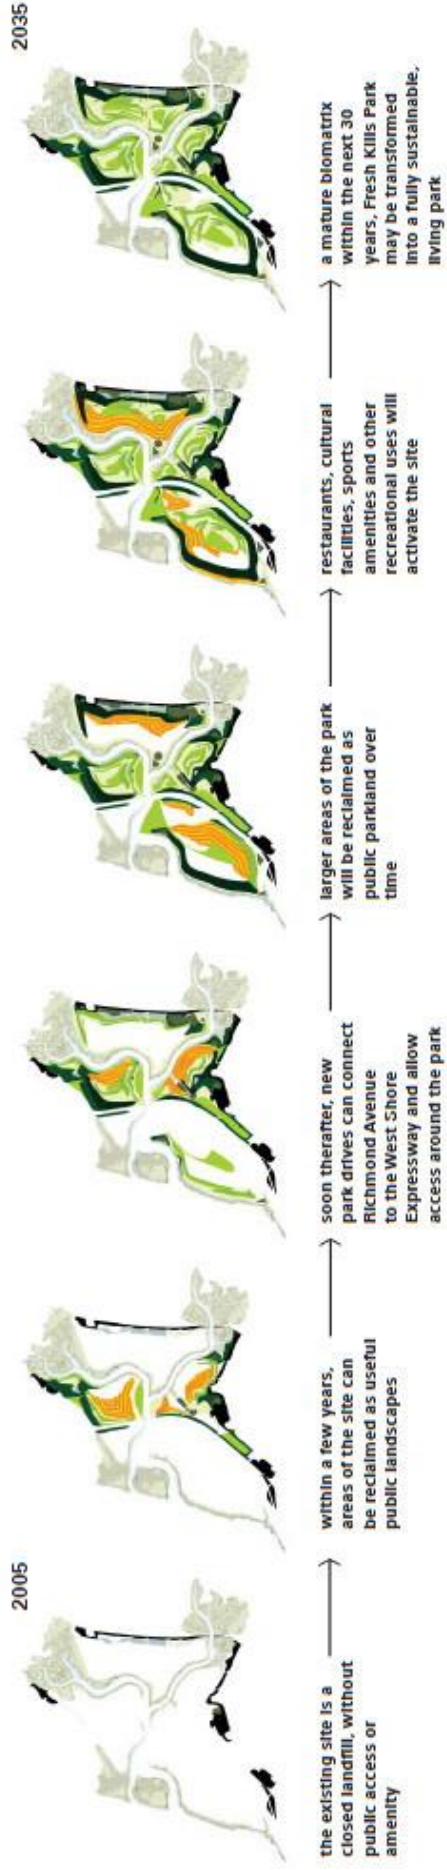 2005
2035
the existing site is a
closed landfill, without
public access or
amenity
within a few years,
areas of the site can
be reclaimed as useful
public landscapes
soon therafter, new
park drives can connect
Richmond Avenue
to the West Shore
Expressway and allow
access around the park
larger areas of the park
will be reclaimed as
public parkland over
time
restaurants, cultural
facilities, sports
amenities and other
recreational uses will
activate the site
a mature biomatrix
within the next 30
years, Fresh Kills Park
may be transformed
into a fully sustainable,
living park